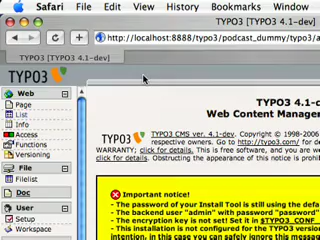 Safari File Edit View History Bookmarks Window
TYPO3 [TYPO3 4.1-dev]
http://localhost:8888/typo3/podcast_dummy/typo3/a
TYPO3 [TYPO3 4.1-dev]
TYPO3
Web
Page
List
Info
Access
Functions
Versioning
File
Filelist
Doc
User
Setup
Workspace
TYPO3 4.1-d
Web Content Manage
TYPO3
TYPO3 CMS ver. 4.1-dev. Copyright © 1998-2006
respective owners. Go to http://typo3.com/ for de
WARRANTY; click for details. This is free software, and you are we
click for details. Obstructing the appearance of this notice is prohib
Important notice!
- The password of your Install Tool is still using the defa
- The backend user "admin" with password "password"
- The encryption key is not set! Set it in $TYPO3_CONF_
- This installation is not configured for the TYPO3 versio
intention, in this case you can safely ignore this messag